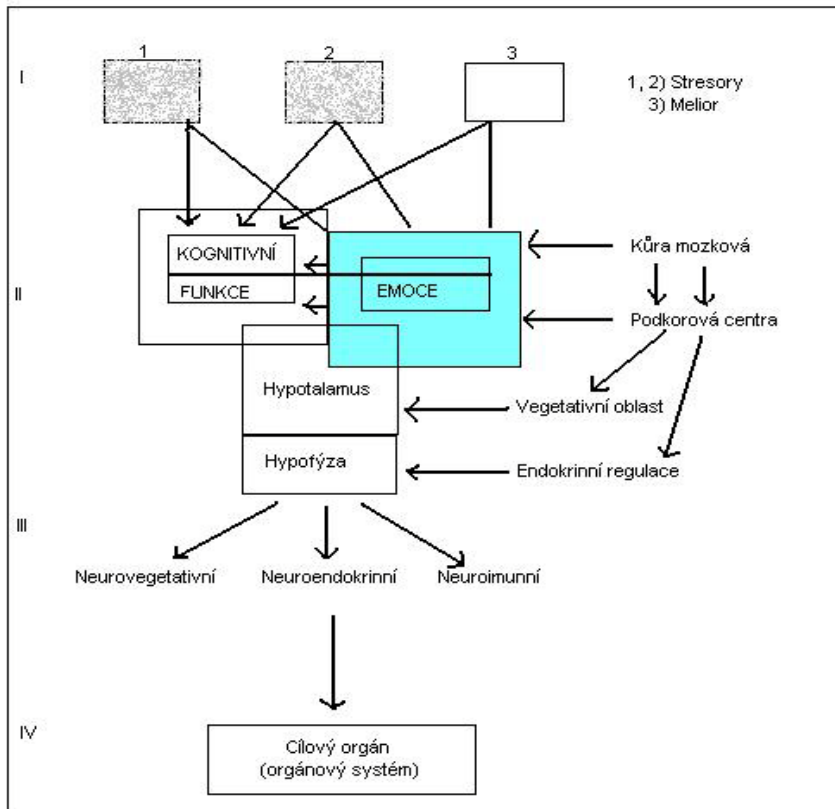 I
1
2
3
1, 2) Stresory
3) Melior
II
KOGNITIVNÍ
FUNKCE
EMOCE
Kůra mozková
Podkorová centra
Hypotalamus
Vegetativní oblast
Hypofýza
Endokrinní regulace
III
Neurovegetativní
Neuroendokrinní
Neuroimunní
IV
Cílový orgán
(orgánový systém)